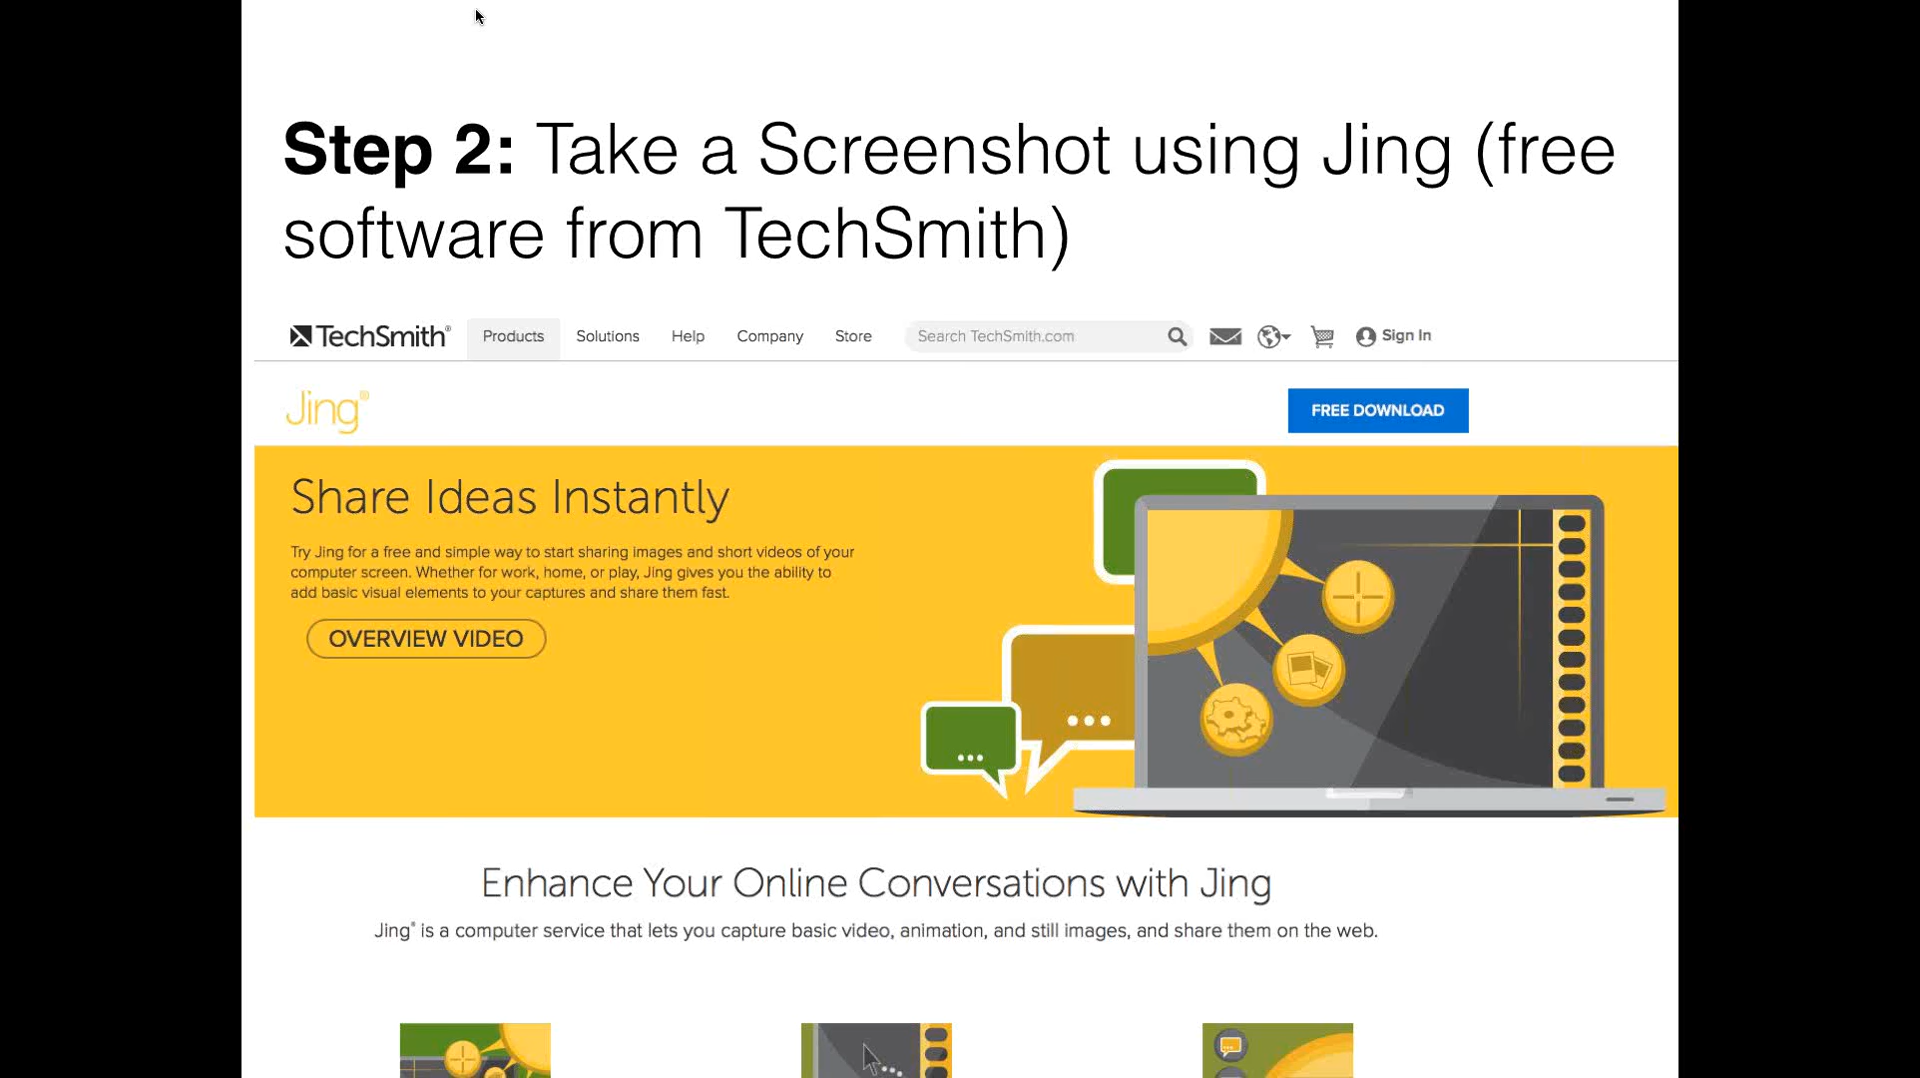 Step 2: Take a Screenshot using Jing (free
software from TechSmith)
TechSmith® Products Solutions Help Company Store Search TechSmith.com Sign In
Jing®
FREE DOWNLOAD
Share Ideas Instantly
Try Jing for a free and simple way to start sharing images and short videos of your
computer screen. Whether for work, home, or play, Jing gives you the ability to
add basic visual elements to your captures and share them fast.
OVERVIEW VIDEO
Enhance Your Online Conversations with Jing
Jing® is a computer service that lets you capture basic video, animation, and still images, and share them on the web.